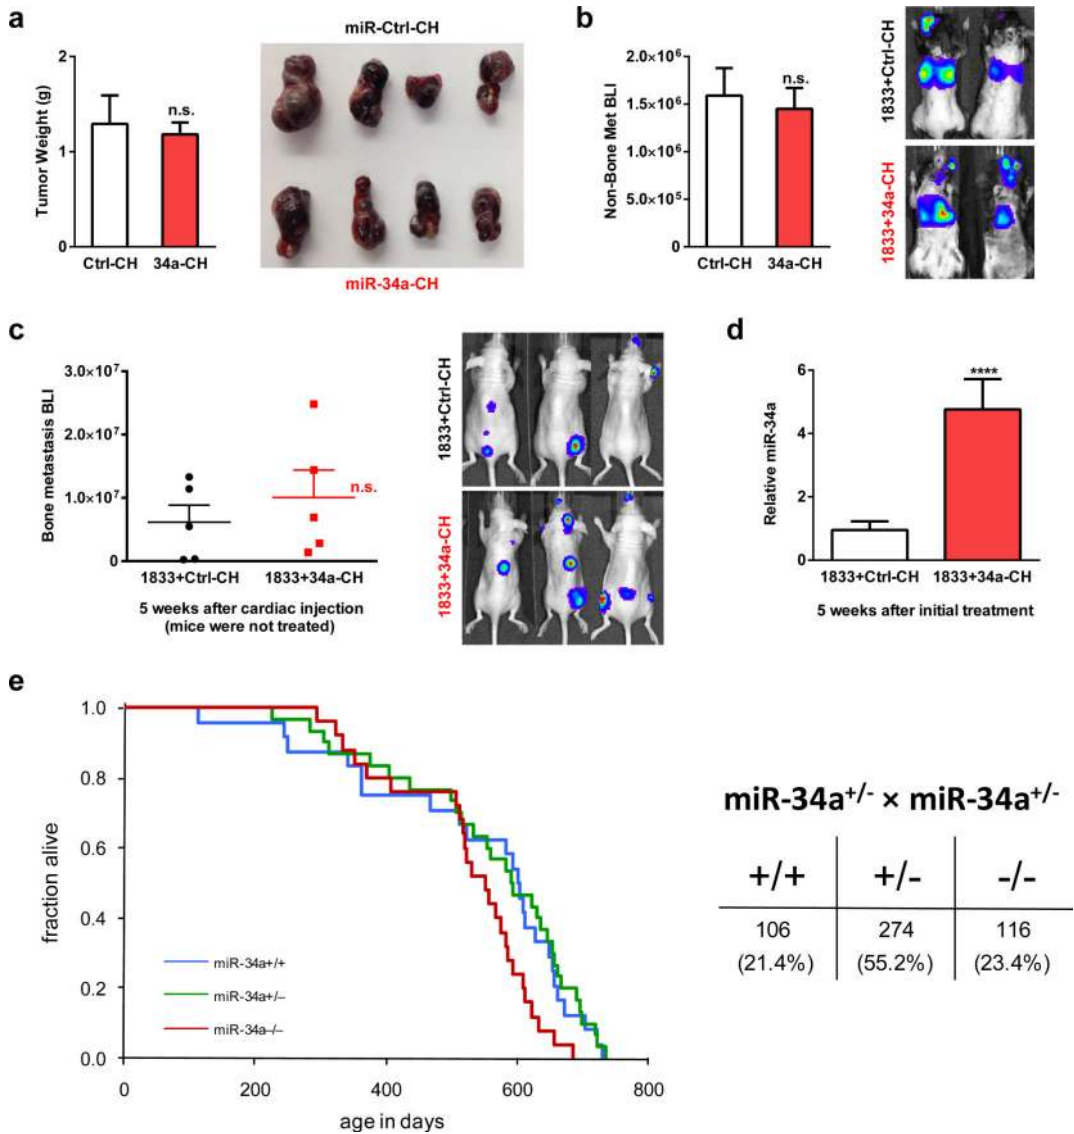 a
miR-Ctrl-CH
Tumor Weight (g)
2
1
0
n.s.
Ctrl-CH 34a-CH
miR-34a-CH
b
Non-Bone Met BLI
2.0×10⁶
1.5×10⁶
1.0×10⁶
5.0×10⁵
0
n.s.
Ctrl-CH 34a-CH
1833+Ctrl-CH
1833+34a-CH
c
Bone metastasis BLI
3.0×10⁷
2.0×10⁷
1.0×10⁷
0
n.s.
1833+Ctrl-CH 1833+34a-CH
5 weeks after cardiac injection
(mice were not treated)
1833+Ctrl-CH
1833+34a-CH
d
Relative miR-34a
6
4
2
0
****
1833+Ctrl-CH 1833+34a-CH
5 weeks after initial treatment
e
fraction alive
1.0
0.8
0.6
0.4
0.2
0.0
miR-34a+/+
miR-34a+/–
miR-34a–/–
0 200 400 600 800
age in days
miR-34a⁺/⁻ × miR-34a⁺/⁻
+/+ +/- -/-
106 274 116
(21.4%) (55.2%) (23.4%)